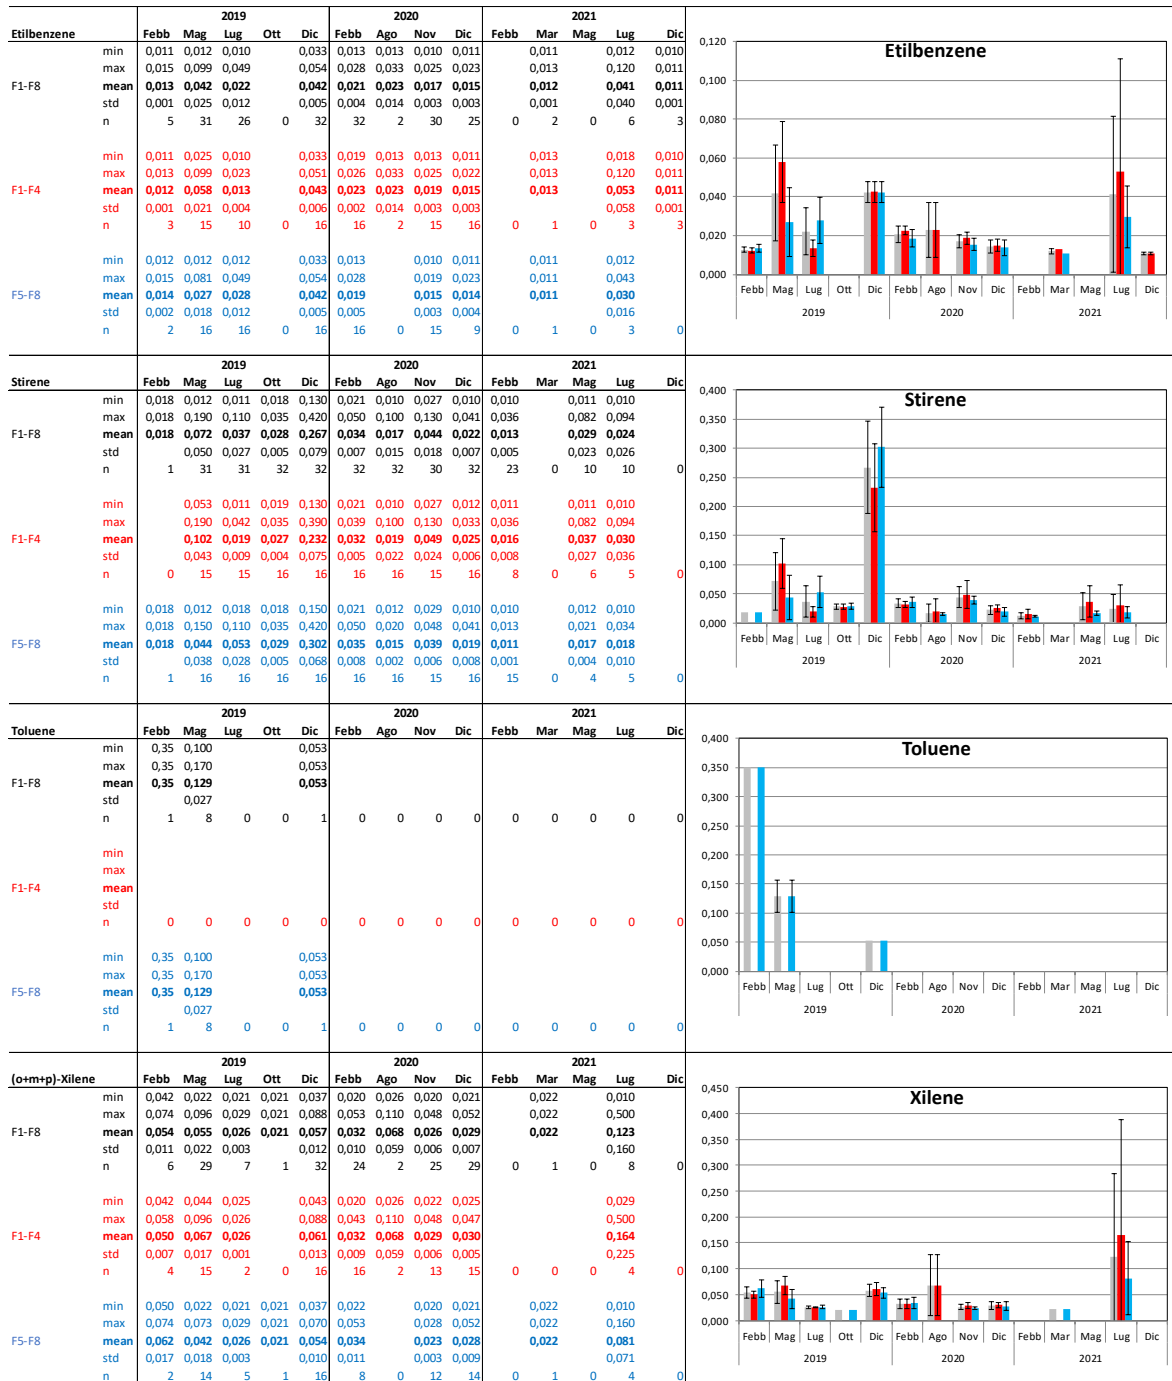 2019 2020 2021
Etilbenzene Febb Mag Lug Ott Dic Febb Ago Nov Dic Febb Mar Lug Dic
min 0,011 0,012 0,010 0,033 0,013 0,013 0,010 0,011 0,011 0,012 0,010
max 0,015 0,099 0,049 0,054 0,028 0,033 0,025 0,023 0,013 0,120 0,011
F1-F8 mean 0,013 0,042 0,022 0,042 0,021 0,023 0,017 0,015 0,012 0,041 0,011
std 0,001 0,025 0,012 0,005 0,004 0,014 0,003 0,003 0,001 0,040 0,001
n 5 31 26 0 32 32 2 30 25 0 2 0 6 3
min 0,011 0,025 0,010 0,033 0,019 0,013 0,013 0,011 0,013 0,018 0,010
max 0,013 0,099 0,023 0,051 0,026 0,033 0,025 0,022 0,013 0,120 0,011
F1-F4 mean 0,012 0,058 0,013 0,043 0,023 0,023 0,019 0,015 0,013 0,053 0,011
std 0,001 0,021 0,004 0,006 0,002 0,014 0,003 0,003 0,058 0,001
n 3 15 10 0 16 16 2 15 16 0 1 0 3 3
min 0,012 0,012 0,012 0,033 0,013 0,010 0,011 0,011 0,012
max 0,015 0,081 0,049 0,054 0,028 0,019 0,023 0,011 0,043
F5-F8 mean 0,014 0,027 0,028 0,042 0,019 0,015 0,014 0,011 0,030
std 0,002 0,018 0,012 0,005 0,005 0,003 0,004 0,016
n 2 16 16 0 16 16 0 15 9 0 1 0 3 0
Etilbenzene
0,120
0,100
0,080
0,060
0,040
0,020
0,000
Febb Mag Lug Ott Dic Febb Ago Nov Dic Febb Mar Mag Lug Dic
2019 2020 2021
2019 2020 2021
Stirene Febb Mag Lug Ott Dic Febb Ago Nov Dic Febb Mar Mag Lug Dic
min 0,018 0,012 0,011 0,018 0,130 0,021 0,010 0,027 0,010 0,010 0,011 0,010
max 0,018 0,190 0,110 0,035 0,420 0,050 0,100 0,130 0,041 0,036 0,082 0,094
F1-F8 mean 0,018 0,072 0,037 0,028 0,267 0,034 0,017 0,044 0,022 0,013 0,029 0,024
std 0,050 0,027 0,005 0,079 0,007 0,015 0,018 0,007 0,005 0,023 0,026
n 1 31 31 32 32 32 32 30 32 23 0 10 10 0
min 0,053 0,011 0,019 0,130 0,021 0,010 0,027 0,012 0,011 0,011 0,010
max 0,190 0,042 0,035 0,390 0,039 0,100 0,130 0,033 0,036 0,082 0,094
F1-F4 mean 0,102 0,019 0,027 0,232 0,032 0,019 0,049 0,025 0,016 0,037 0,030
std 0,043 0,009 0,004 0,075 0,005 0,022 0,024 0,006 0,008 0,027 0,036
n 0 15 15 16 16 16 16 15 16 8 0 6 5 0
min 0,018 0,012 0,018 0,018 0,150 0,021 0,012 0,029 0,010 0,010 0,012 0,010
max 0,018 0,150 0,110 0,035 0,420 0,050 0,020 0,048 0,041 0,013 0,021 0,034
F5-F8 mean 0,018 0,044 0,053 0,029 0,302 0,035 0,015 0,039 0,019 0,011 0,017 0,018
std 0,038 0,028 0,005 0,068 0,008 0,002 0,006 0,008 0,001 0,004 0,010
n 1 16 16 16 16 16 16 15 16 15 0 4 5 0
Stirene
0,400
0,350
0,300
0,250
0,200
0,150
0,100
0,050
0,000
Febb Mag Lug Ott Dic Febb Ago Nov Dic Febb Mar Mag Lug Dic
2019 2020 2021
2019 2020 2021
Toluene Febb Mag Lug Ott Dic Febb Ago Nov Dic Febb Mar Mag Lug Dic
min 0,35 0,100 0,053
max 0,35 0,170 0,053
F1-F8 mean 0,35 0,129 0,053
std 0,027
n 1 8 0 0 1 0 0 0 0 0 0 0 0 0
min
max
F1-F4 mean
std
n 0 0 0 0 0 0 0 0 0 0 0 0 0 0
min 0,35 0,100 0,053
max 0,35 0,170 0,053
F5-F8 mean 0,35 0,129 0,053
std 0,027
n 1 8 0 0 1 0 0 0 0 0 0 0 0 0
Toluene
0,400
0,350
0,300
0,250
0,200
0,150
0,100
0,050
0,000
Febb Mag Lug Ott Dic Febb Ago Nov Dic Febb Mar Mag Lug Dic
2019 2020 2021
2019 2020 2021
(o+m+p)-Xilene Febb Mag Lug Ott Dic Febb Ago Nov Dic Febb Mar Mag Lug Dic
min 0,042 0,022 0,021 0,021 0,037 0,020 0,026 0,020 0,021 0,022 0,010
max 0,074 0,096 0,029 0,021 0,088 0,053 0,110 0,048 0,052 0,022 0,500
F1-F8 mean 0,054 0,055 0,026 0,021 0,057 0,032 0,068 0,026 0,029 0,022 0,123
std 0,011 0,022 0,003 0,012 0,010 0,059 0,006 0,007 0,160
n 6 29 7 1 32 24 2 25 29 0 1 0 8 0
min 0,042 0,044 0,025 0,043 0,020 0,026 0,022 0,025 0,029
max 0,058 0,096 0,026 0,088 0,043 0,110 0,048 0,047 0,500
F1-F4 mean 0,050 0,067 0,026 0,061 0,032 0,068 0,029 0,030 0,164
std 0,007 0,017 0,001 0,013 0,009 0,059 0,006 0,005 0,225
n 4 15 2 0 16 16 2 13 15 0 0 0 4 0
min 0,050 0,022 0,021 0,021 0,037 0,022 0,020 0,021 0,022 0,010
max 0,074 0,073 0,029 0,021 0,070 0,053 0,028 0,052 0,022 0,160
F5-F8 mean 0,062 0,042 0,026 0,021 0,054 0,034 0,023 0,028 0,022 0,081
std 0,017 0,018 0,003 0,010 0,011 0,003 0,009 0,071
n 2 14 5 1 16 8 0 12 14 0 1 0 4 0
Xilene
0,450
0,400
0,350
0,300
0,250
0,200
0,150
0,100
0,050
0,000
Febb Mag Lug Ott Dic Febb Ago Nov Dic Febb Mar Mag Lug Dic
2019 2020 2021